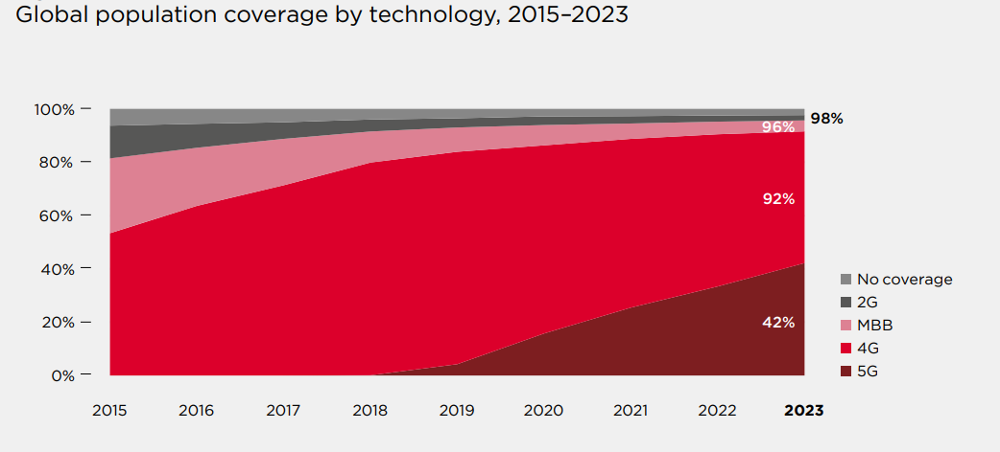 Global population coverage by technology, 2015–2023
100%
98%
96%
80%
92%
60%
40%
No coverage
2G
20%
42%
MBB
4G
0%
5G
2015 2016 2017 2018 2019 2020 2021 2022 2023